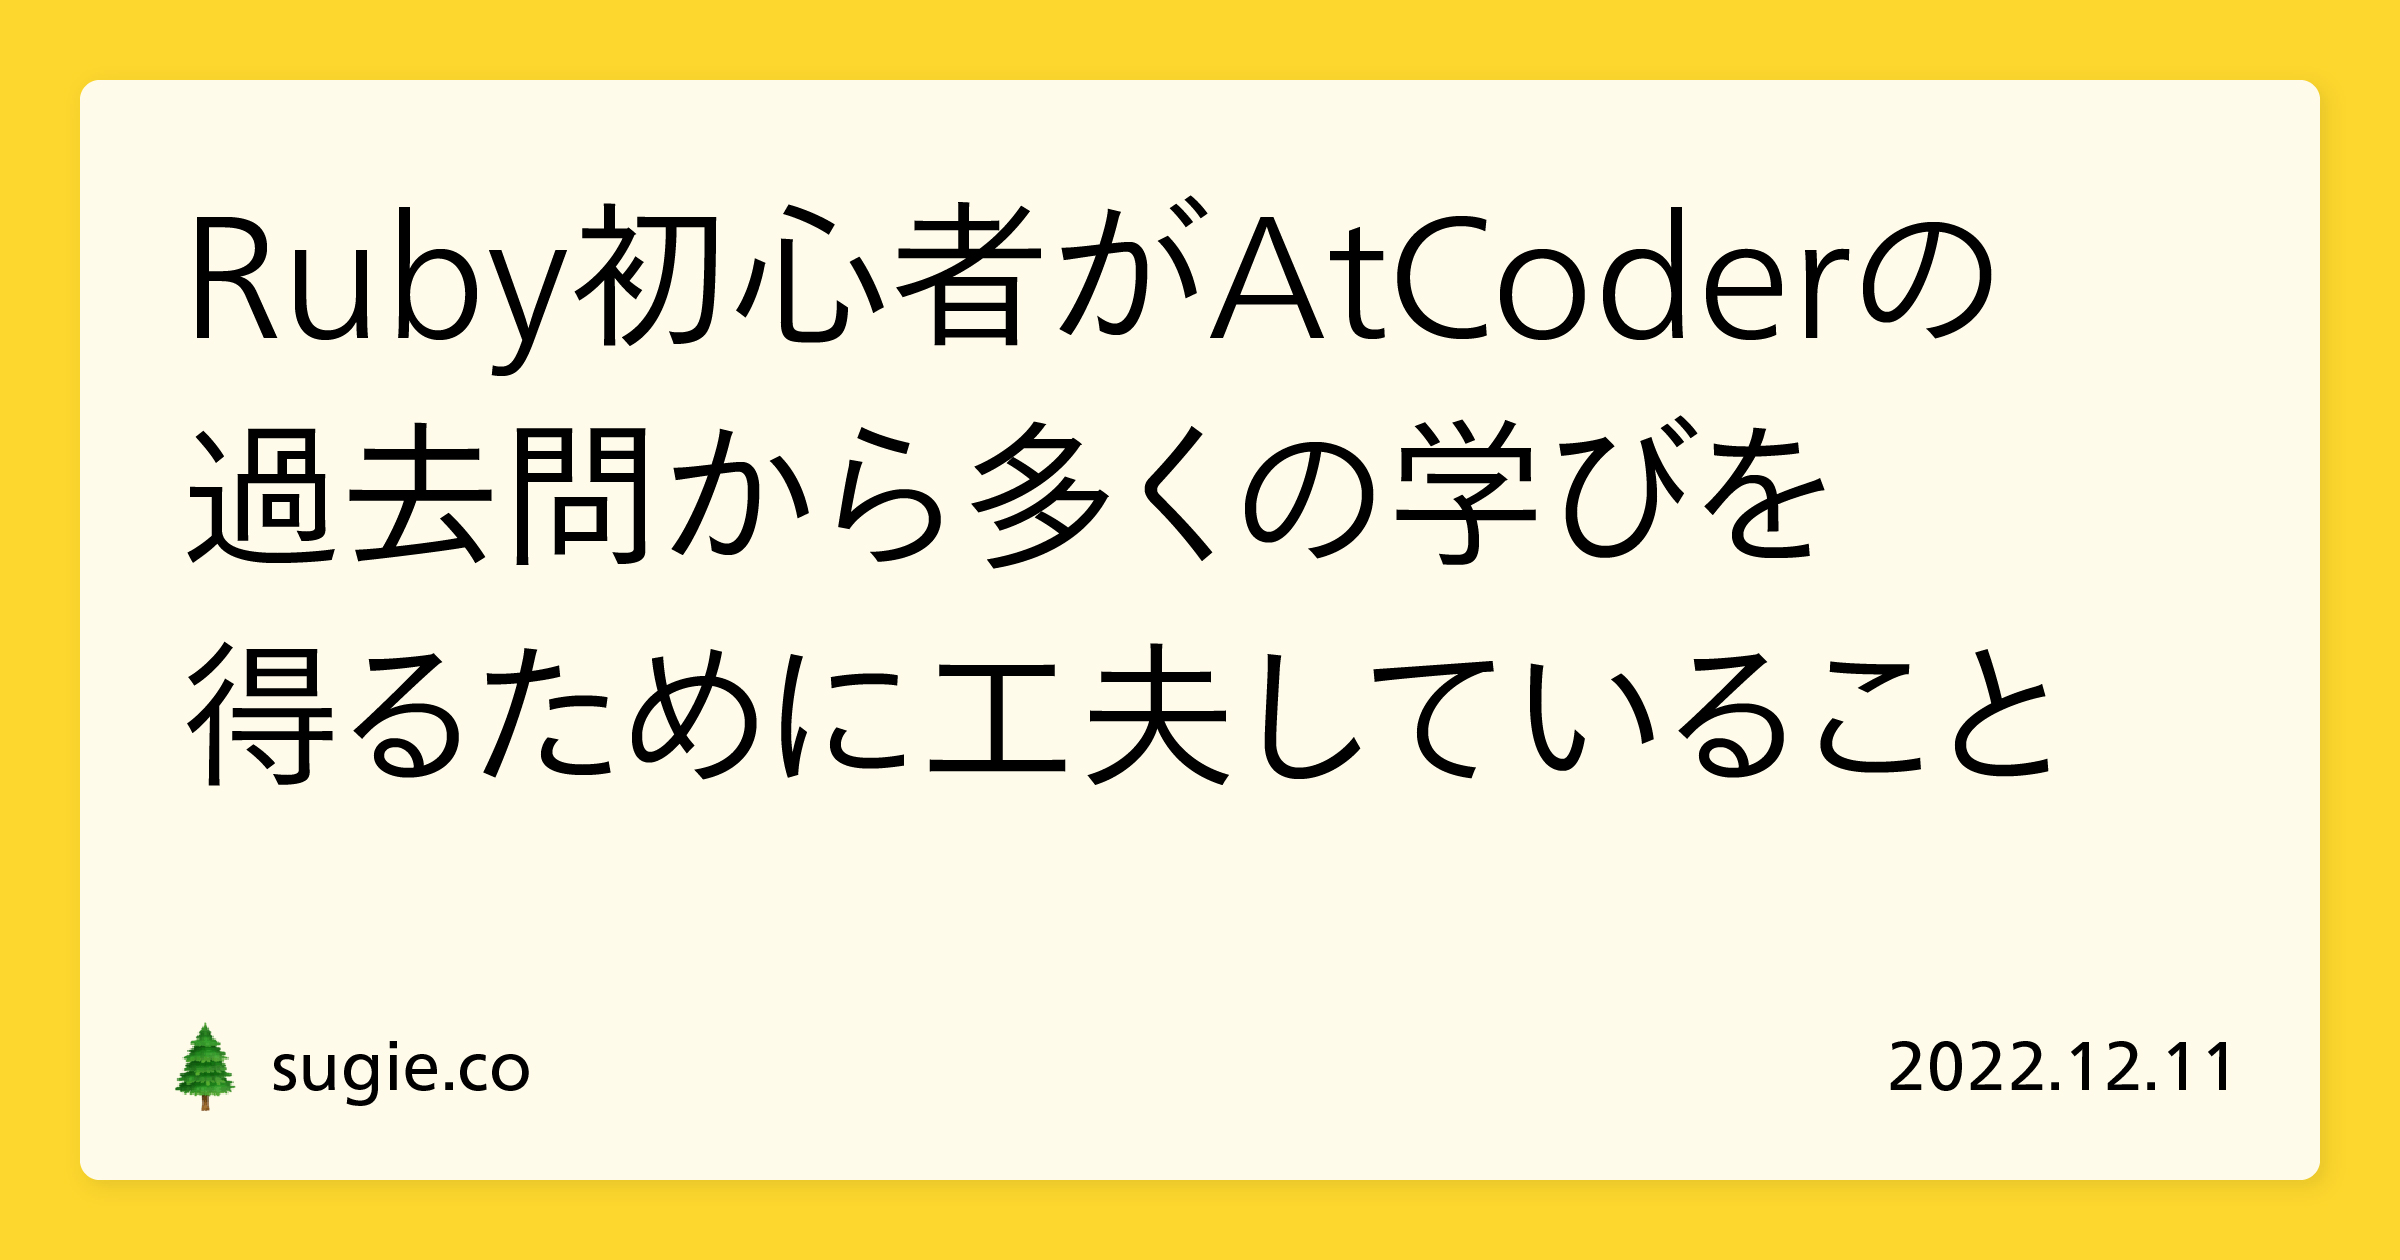 Ruby初心者がAtCoderの
過去問から多くの学びを
得るために工夫していること
sugie.co
2022.12.11